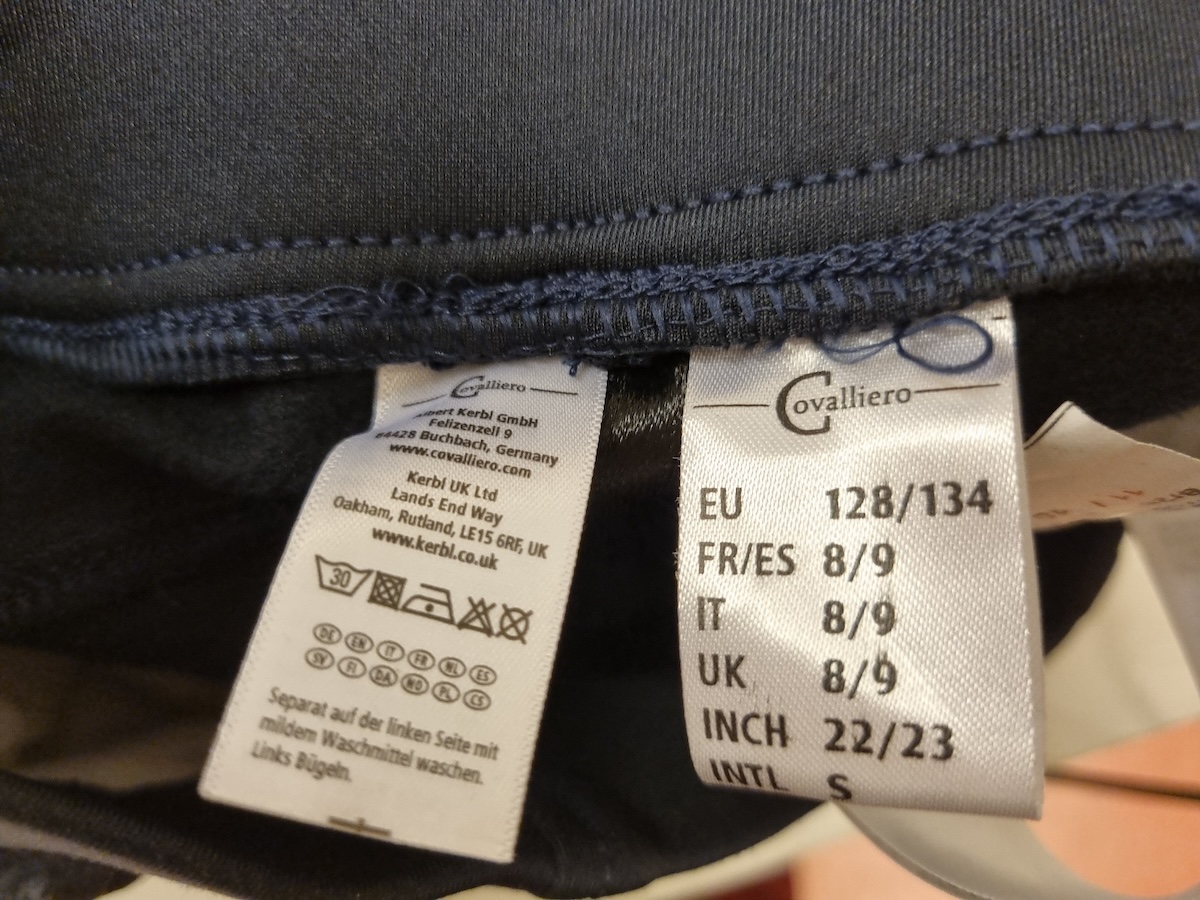 Covalliero
Albert Kerbl GmbH
Felizenzell 9
84428 Buchbach, Germany
www.covalliero.com
Kerbl UK Ltd
Lands End Way
Oakham, Rutland, LE15 6RF, UK
www.kerbl.co.uk
30
DE EN IT FR NL ES
SV FI DA NO PL CS
Separat auf der linken Seite mit
mildem Waschmittel waschen.
Links Bügeln.
Covalliero
EU 128/134
FR/ES 8/9
IT 8/9
UK 8/9
INCH 22/23
INTL S